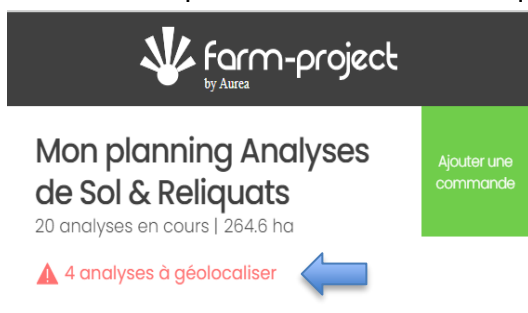 farm-project
by Aurea
Mon planning Analyses
de Sol & Reliquats
Ajouter une
commande
20 analyses en cours | 264.6 ha
4 analyses à géolocaliser